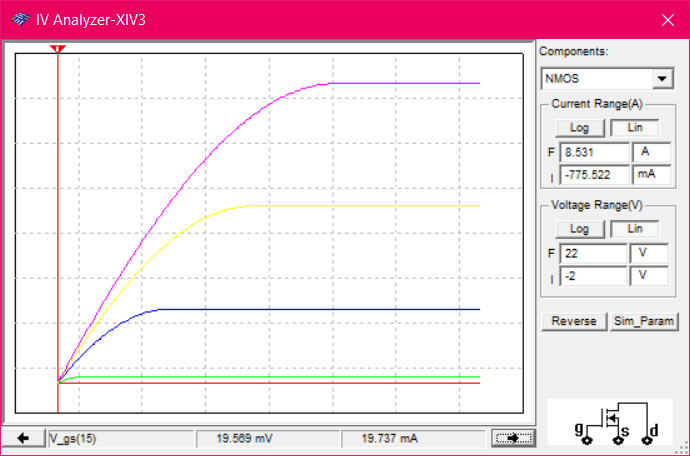 IV Analyzer-XIV3
Components:
NMOS
Current Range(A)
Log Lin
F 8.531 A
I -775.522 mA
Voltage Range(V)
Log Lin
F 22 V
I -2 V
Reverse Sim_Param
g s d
V_gs(15) 19.569 mV 19.737 mA